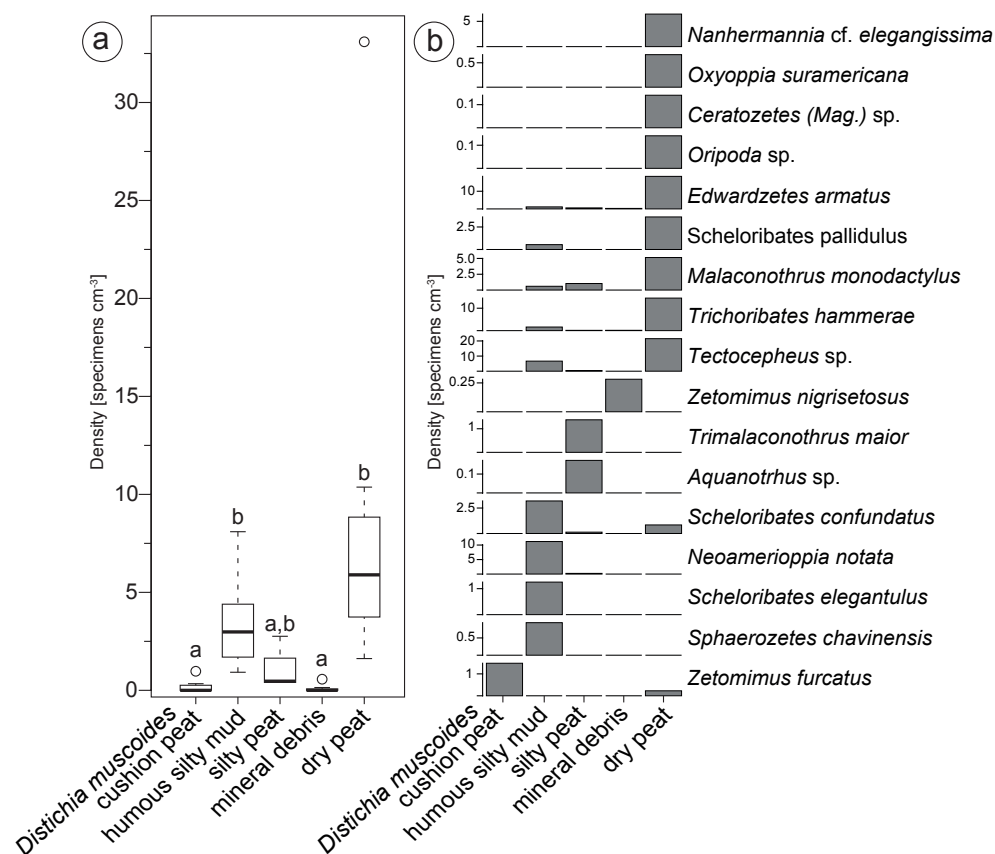 a
Density [specimens cm-3]
30
25
20
15
10
5
0
a
b
a,b
a
b
Distichia muscoides
cushion peat
humous silty mud
silty peat
mineral debris
dry peat
b
Density [specimens cm-3]
5
Nanhermannia cf. elegangissima
0.5
Oxyoppia suramericana
0.1
Ceratozetes (Mag.) sp.
0.1
Oripoda sp.
10
Edwardzetes armatus
2.5
Scheloribates pallidulus
5.0
2.5
Malaconothrus monodactylus
10
Trichoribates hammerae
20
10
Tectocepheus sp.
0.25
Zetomimus nigrisetosus
1
Trimalaconothrus maior
0.1
Aquanotrhus sp.
2.5
Scheloribates confundatus
10
5
Neoamerioppia notata
1
Scheloribates elegantulus
0.5
Sphaerozetes chavinensis
1
Zetomimus furcatus
Distichia muscoides
cushion peat
humous silty mud
silty peat
mineral debris
dry peat